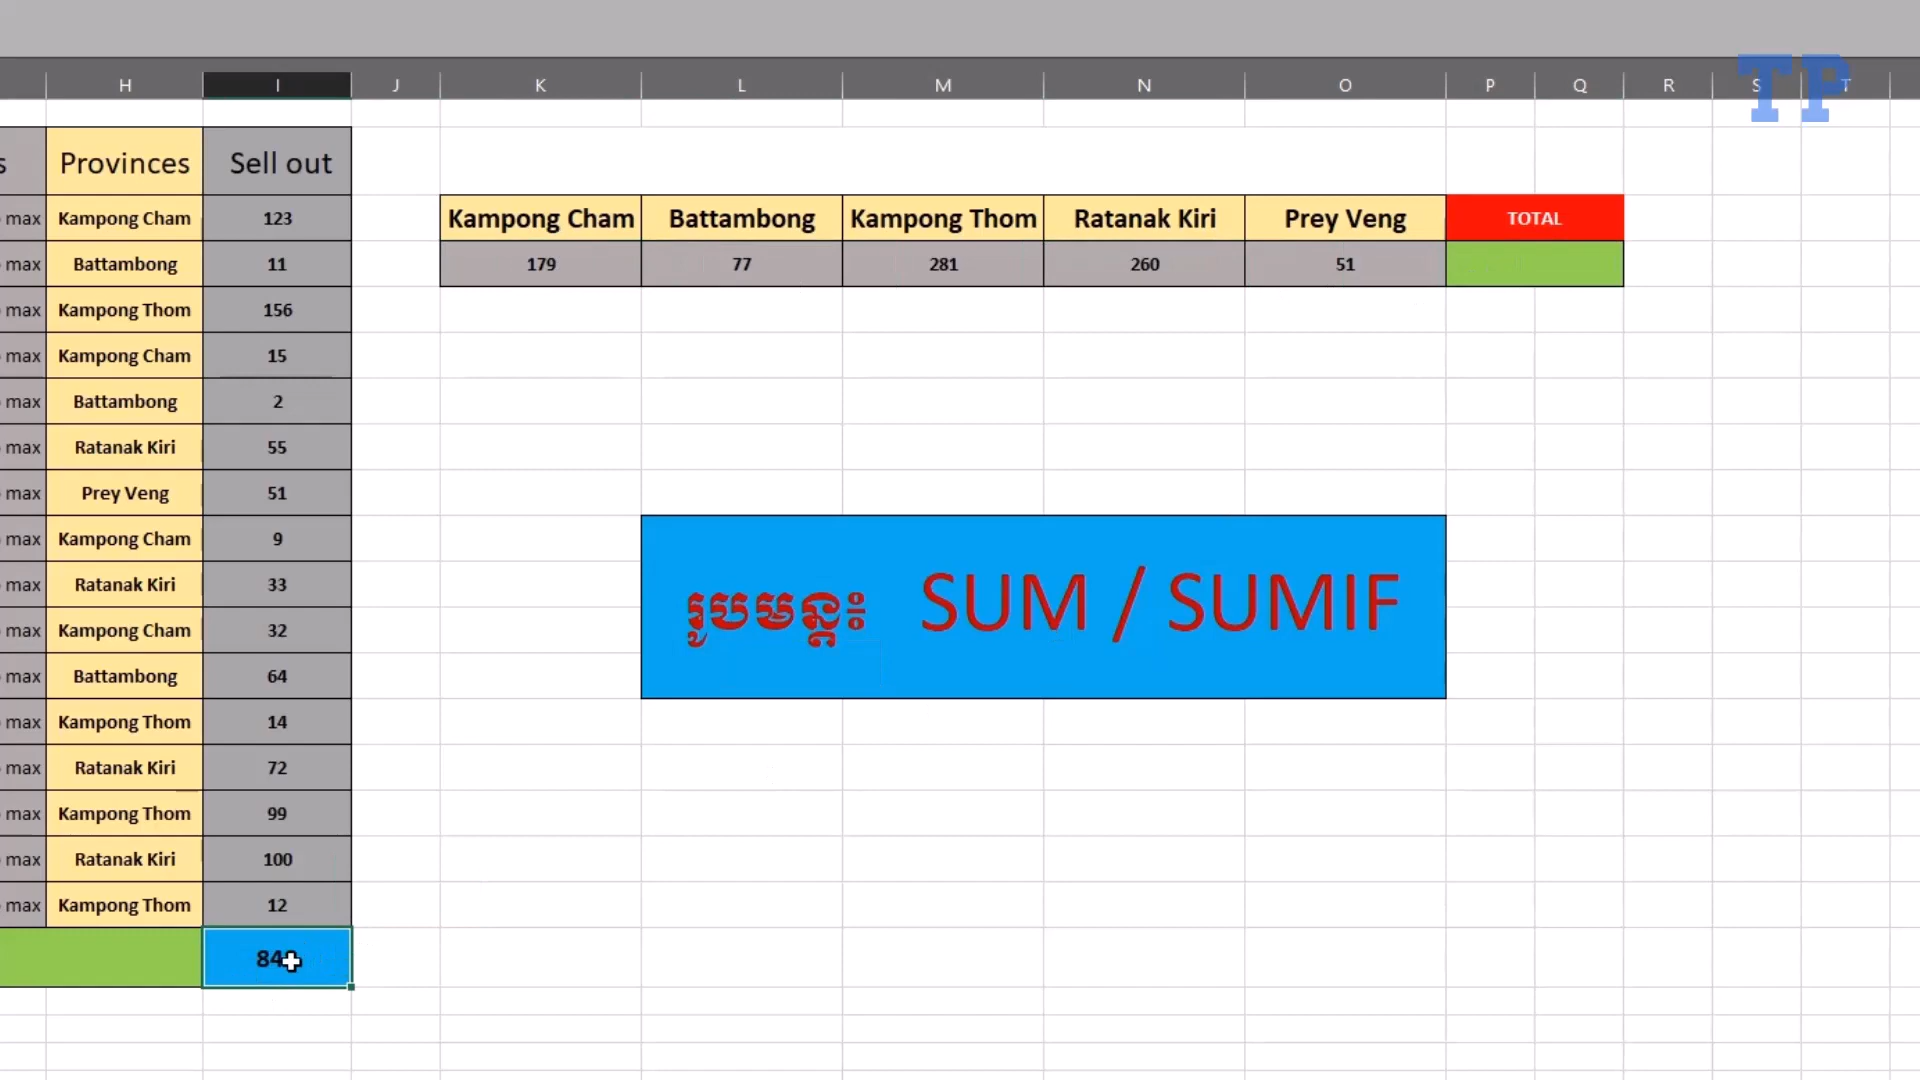 TP
H I J K L M N O P Q R S T
s Provinces Sell out
Kampong Cham Battambong Kampong Thom Ratanak Kiri Prey Veng TOTAL
179 77 281 260 51
max Kampong Cham 123
max Battambong 11
max Kampong Thom 156
max Kampong Cham 15
max Battambong 2
max Ratanak Kiri 55
max Prey Veng 51
max Kampong Cham 9
max Ratanak Kiri 33
max Kampong Cham 32
max Battambong 64
max Kampong Thom 14
max Ratanak Kiri 72
max Kampong Thom 99
max Ratanak Kiri 100
max Kampong Thom 12
រូបមន្តះ SUM / SUMIF